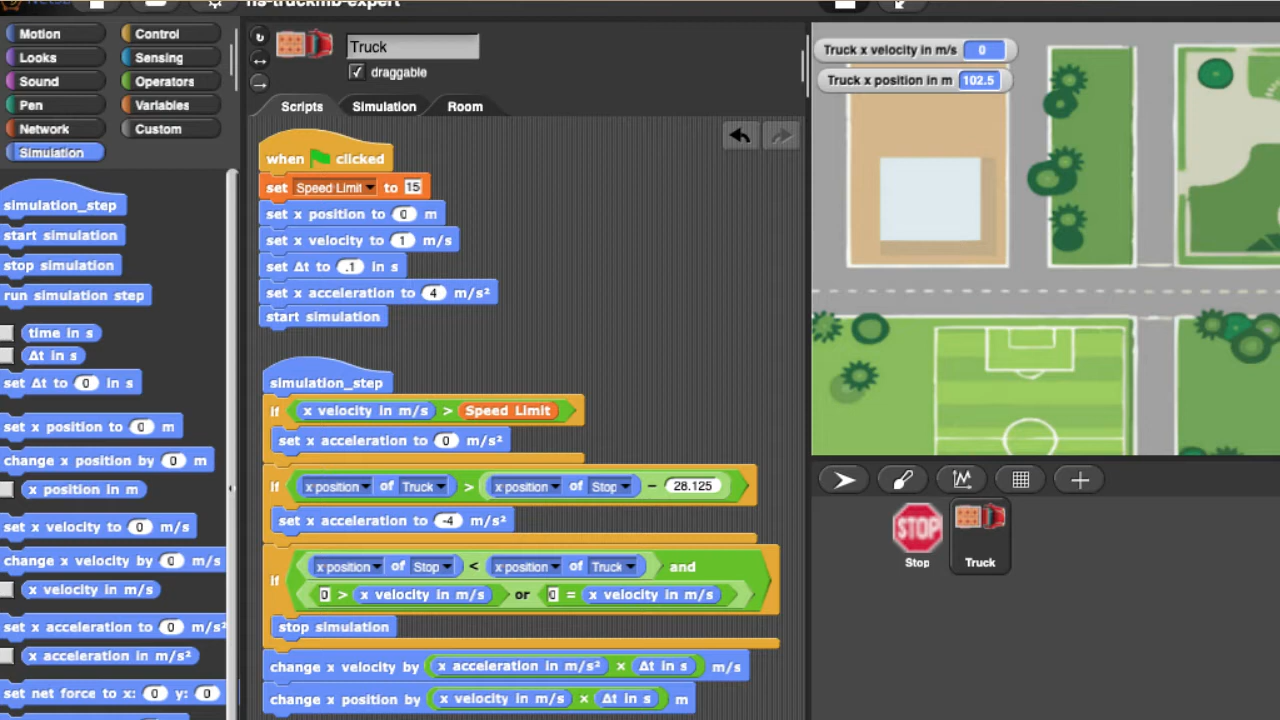 ns-truckmb-expert
Motion
Control
Looks
Sensing
Sound
Operators
Pen
Variables
Network
Custom
Simulation
simulation_step
start simulation
stop simulation
run simulation step
time in s
Δt in s
set Δt to 0 in s
set x position to 0 m
change x position by 0 m
x position in m
set x velocity to 0 m/s
change x velocity by 0 m/s
x velocity in m/s
set x acceleration to 0 m/s²
x acceleration in m/s²
set net force to x: 0 y: 0
Truck
draggable
Scripts Simulation Room
when clicked
set Speed Limit to 15
set x position to 0 m
set x velocity to 1 m/s
set Δt to .1 in s
set x acceleration to 4 m/s²
start simulation
simulation_step
if x velocity in m/s > Speed Limit
set x acceleration to 0 m/s²
if x position of Truck > x position of Stop - 28.125
set x acceleration to -4 m/s²
if x position of Stop < x position of Truck and
0 > x velocity in m/s or 0 = x velocity in m/s
stop simulation
change x velocity by x acceleration in m/s² × Δt in s m/s
change x position by x velocity in m/s × Δt in s m
Truck x velocity in m/s 0
Truck x position in m 102.5
STOP
Stop
Truck